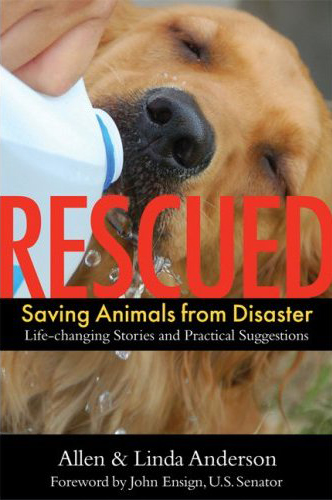 RESCUED
Saving Animals from Disaster
Life-changing Stories and Practical Suggestions
Allen & Linda Anderson
Foreword by John Ensign, U.S. Senator